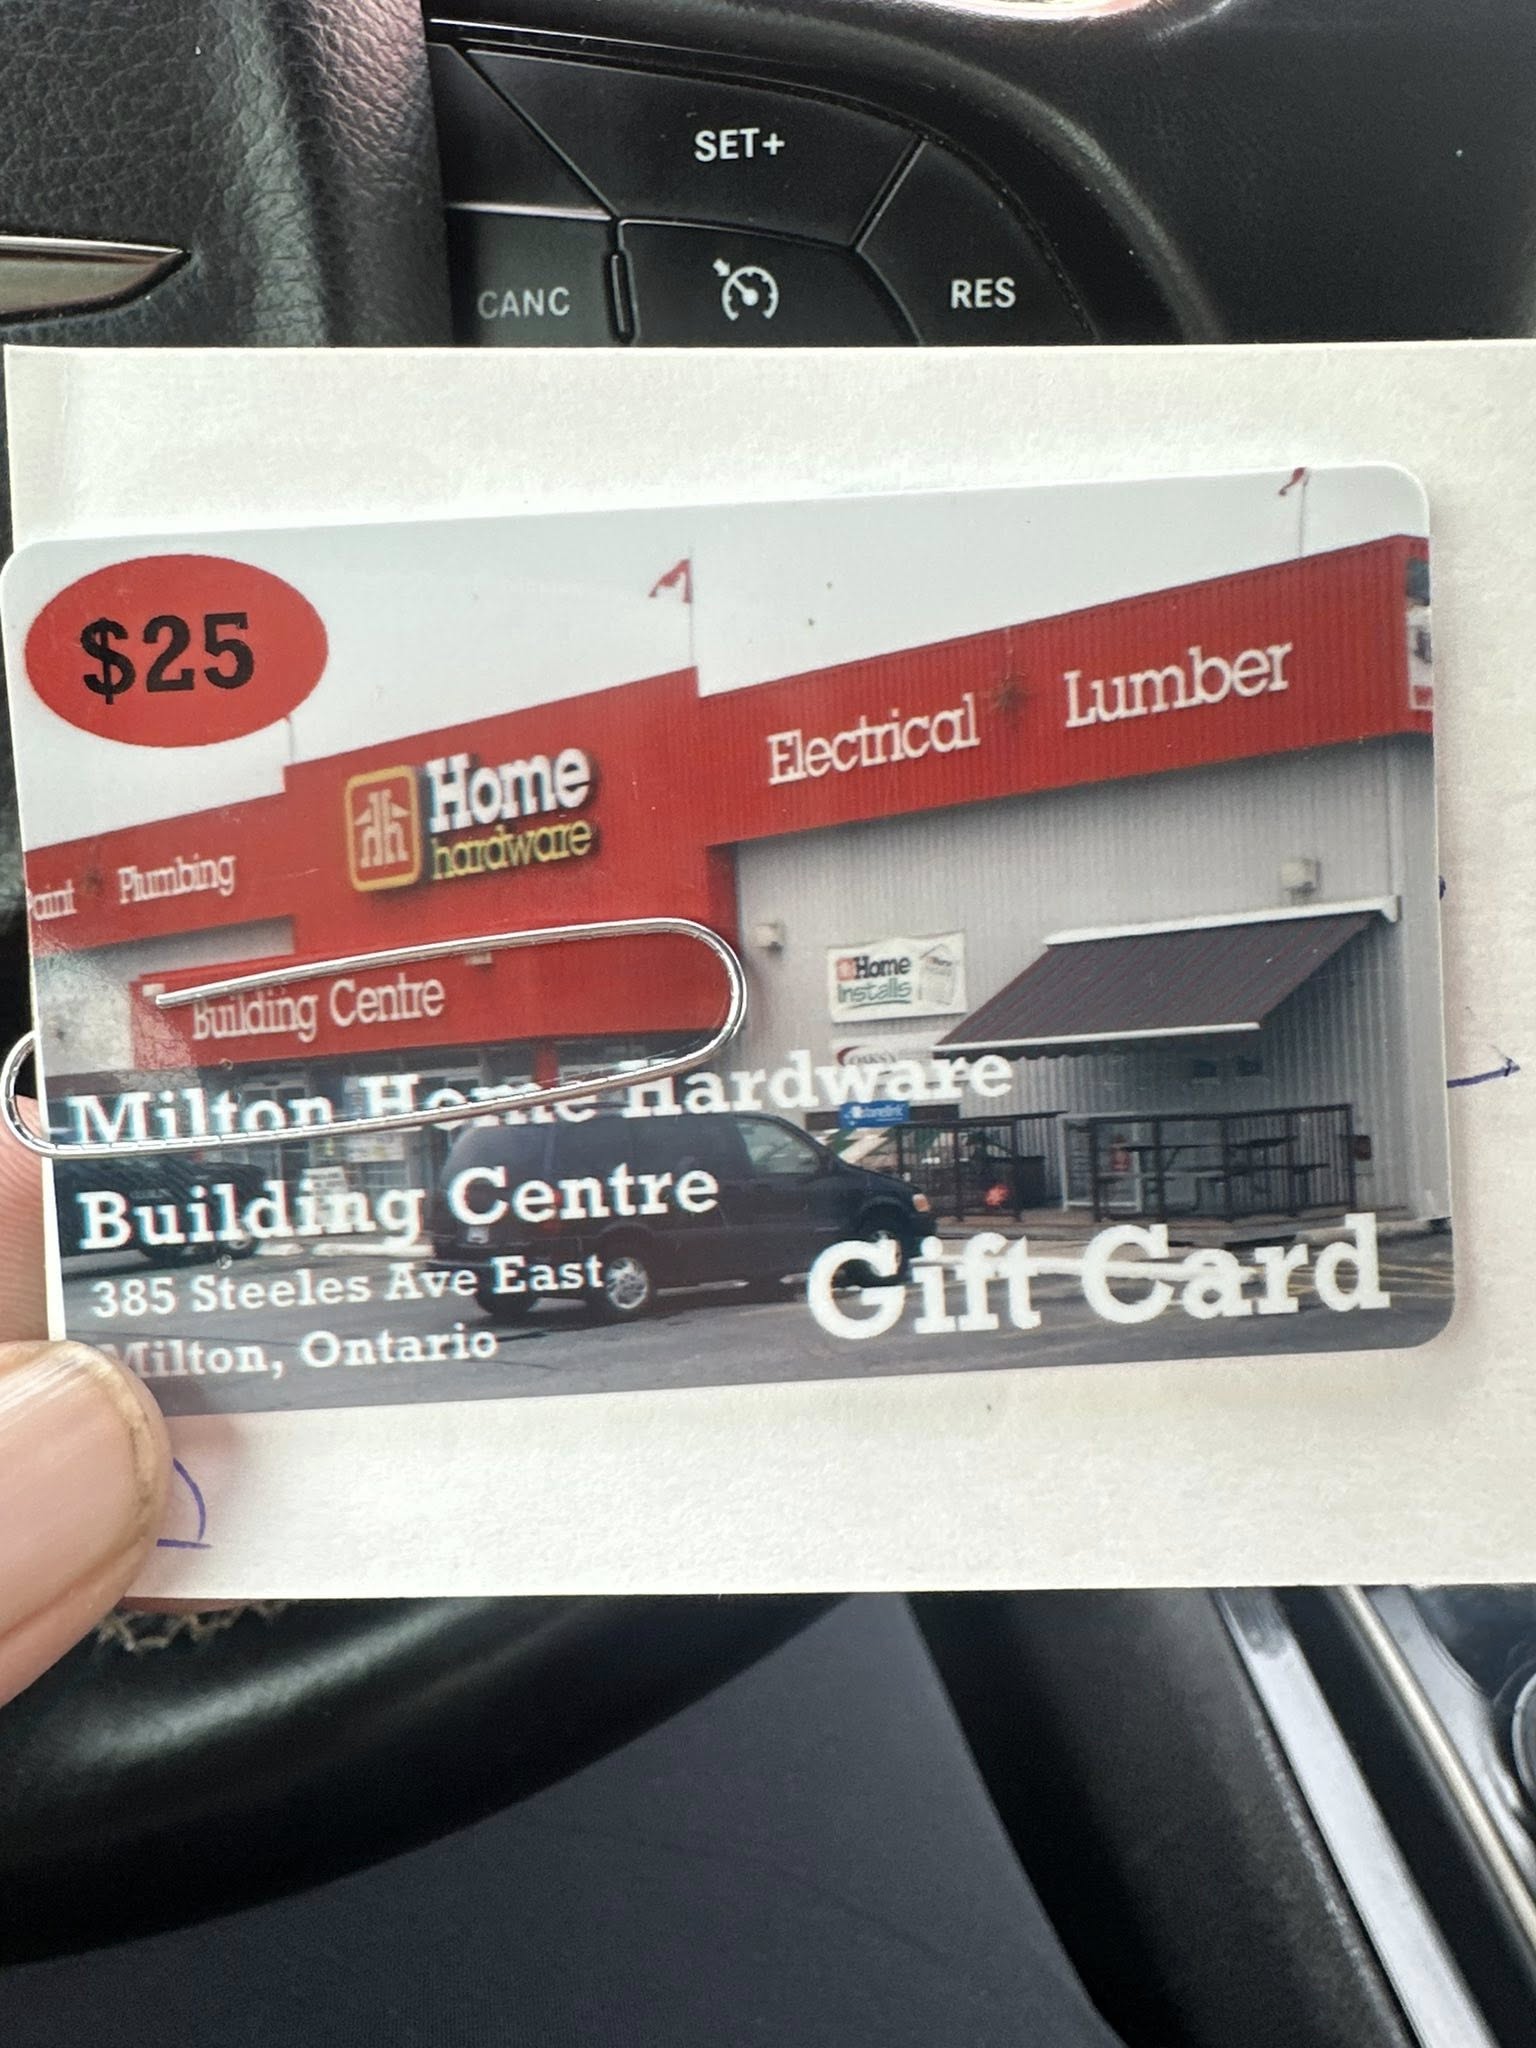 SET+
CANC
RES
$25
Home
hardware
Electrical
Lumber
Plumbing
Building Centre
Home
Installs
Milton Home Hardware
Building Centre
385 Steeles Ave East
Milton, Ontario
Gift Card